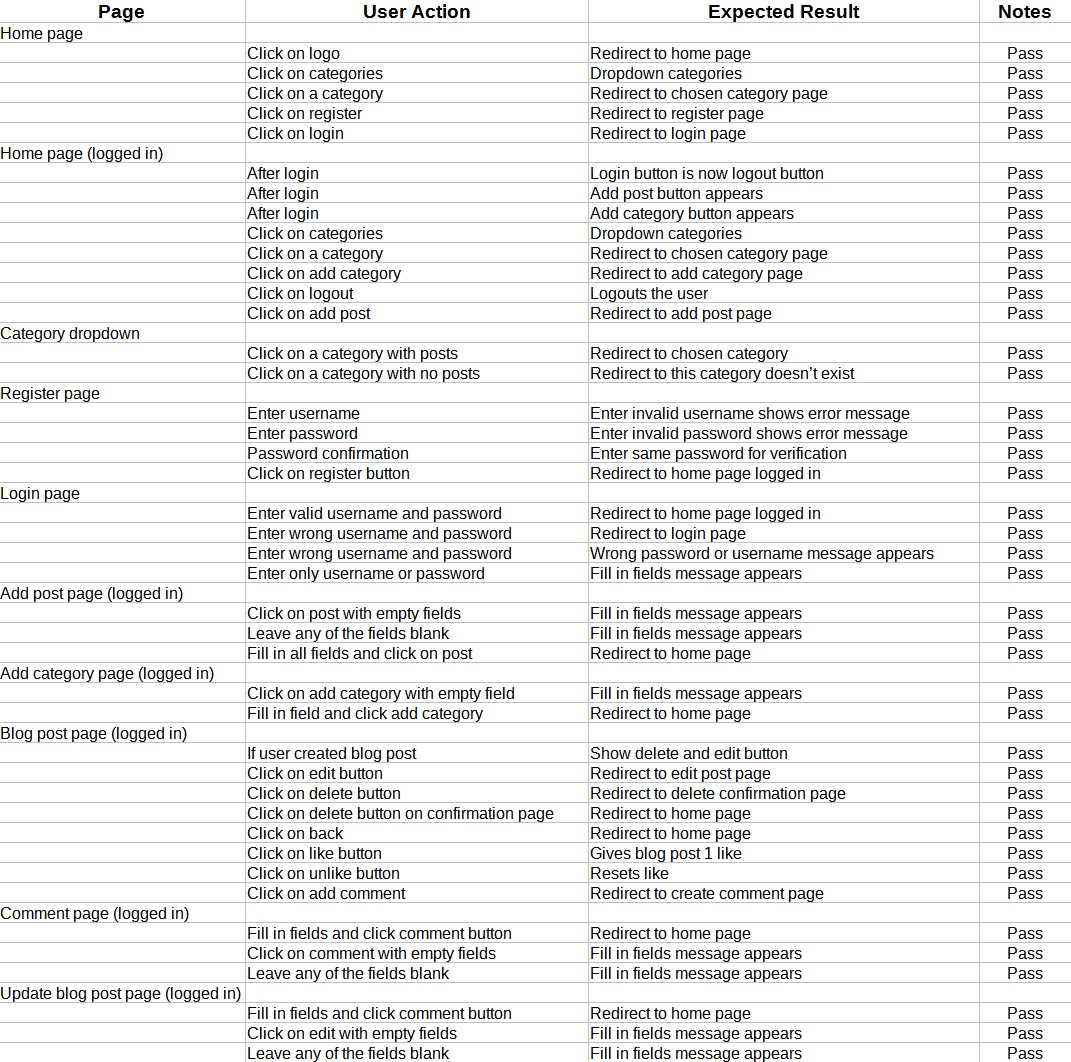 Page User Action Expected Result Notes
Home page
Click on logo Redirect to home page Pass
Click on categories Dropdown categories Pass
Click on a category Redirect to chosen category page Pass
Click on register Redirect to register page Pass
Click on login Redirect to login page Pass
Home page (logged in)
After login Login button is now logout button Pass
After login Add post button appears Pass
After login Add category button appears Pass
Click on categories Dropdown categories Pass
Click on a category Redirect to chosen category page Pass
Click on add category Redirect to add category page Pass
Click on logout Logouts the user Pass
Click on add post Redirect to add post page Pass
Category dropdown
Click on a category with posts Redirect to chosen category Pass
Click on a category with no posts Redirect to this category doesn’t exist Pass
Register page
Enter username Enter invalid username shows error message Pass
Enter password Enter invalid password shows error message Pass
Password confirmation Enter same password for verification Pass
Click on register button Redirect to home page logged in Pass
Login page
Enter valid username and password Redirect to home page logged in Pass
Enter wrong username and password Redirect to login page Pass
Enter wrong username and password Wrong password or username message appears Pass
Enter only username or password Fill in fields message appears Pass
Add post page (logged in)
Click on post with empty fields Fill in fields message appears Pass
Leave any of the fields blank Fill in fields message appears Pass
Fill in all fields and click on post Redirect to home page Pass
Add category page (logged in)
Click on add category with empty field Fill in fields message appears Pass
Fill in field and click add category Redirect to home page Pass
Blog post page (logged in)
If user created blog post Show delete and edit button Pass
Click on edit button Redirect to edit post page Pass
Click on delete button Redirect to delete confirmation page Pass
Click on delete button on confirmation page Redirect to home page Pass
Click on back Redirect to home page Pass
Click on like button Gives blog post 1 like Pass
Click on unlike button Resets like Pass
Click on add comment Redirect to create comment page Pass
Comment page (logged in)
Fill in fields and click comment button Redirect to home page Pass
Click on comment with empty fields Fill in fields message appears Pass
Leave any of the fields blank Fill in fields message appears Pass
Update blog post page (logged in)
Fill in fields and click comment button Redirect to home page Pass
Click on edit with empty fields Fill in fields message appears Pass
Leave any of the fields blank Fill in fields message appears Pass